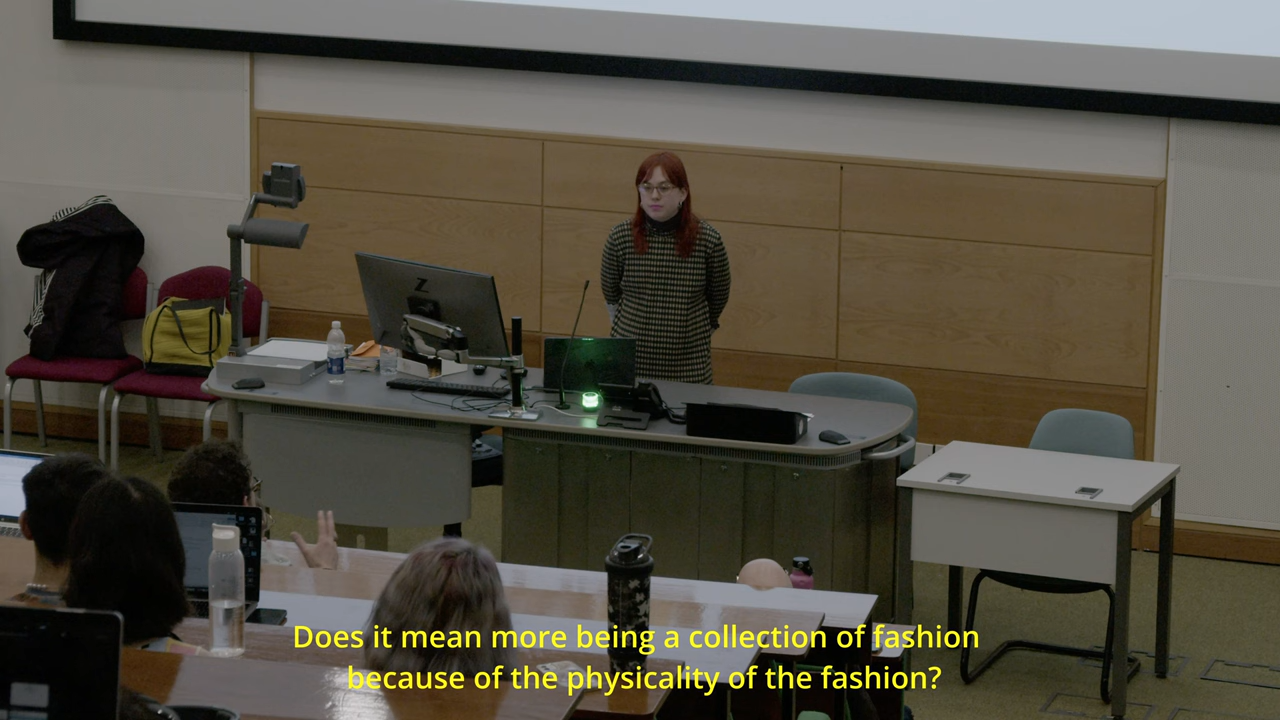 Z
Does it mean more being a collection of fashion
because of the physicality of the fashion?